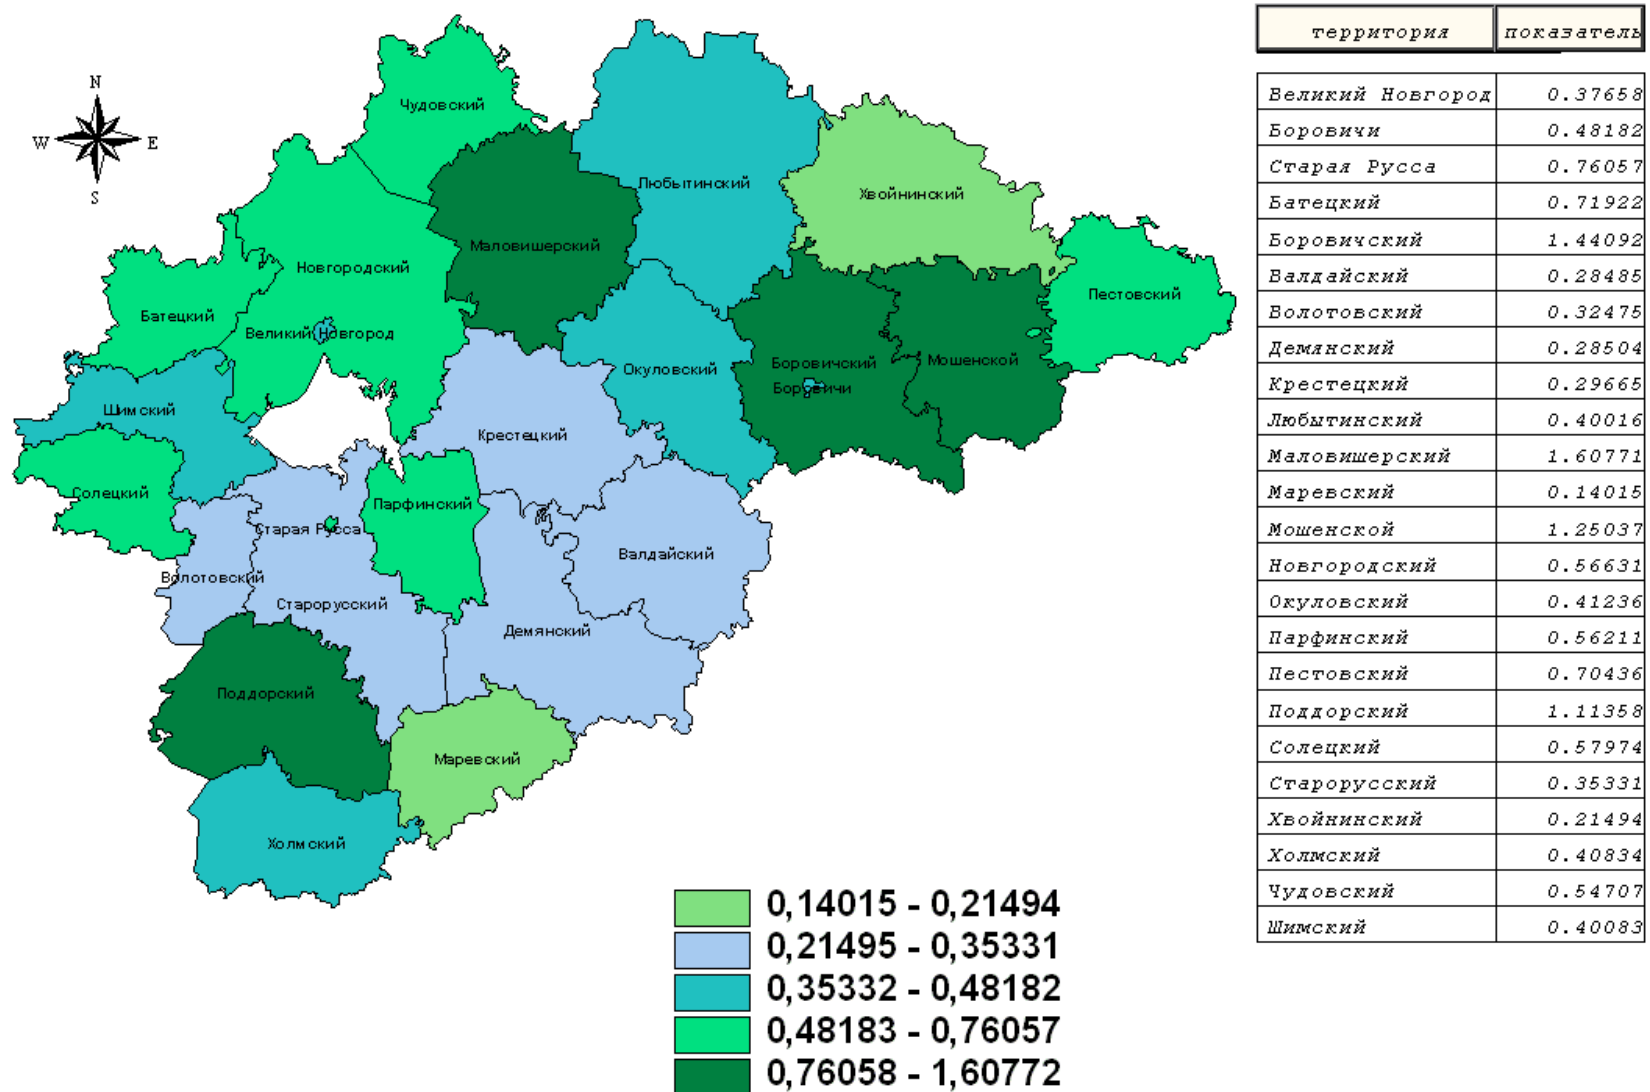 N
W E
S
Чудовский
Любытинский
Хвойнинский
Маловишерский
Новгородский
Пестовский
Батецкий
Великий Новгород
Окуловский
Боровичский
Мошенской
Боровичи
Шимский
Крестецкий
Солецкий
Парфинский
Старая Русса
Валдайский
Волотовский
Старорусский
Демянский
Поддорский
Маревский
Холмский
0,14015 - 0,21494
0,21495 - 0,35331
0,35332 - 0,48182
0,48183 - 0,76057
0,76058 - 1,60772
территория показатель
Великий Новгород 0.37658
Боровичи 0.48182
Старая Русса 0.76057
Батецкий 0.71922
Боровичский 1.44092
Валдайский 0.28485
Волотовский 0.32475
Демянский 0.28504
Крестецкий 0.29665
Любытинский 0.40016
Маловишерский 1.60771
Маревский 0.14015
Мошенской 1.25037
Новгородский 0.56631
Окуловский 0.41236
Парфинский 0.56211
Пестовский 0.70436
Поддорский 1.11358
Солецкий 0.57974
Старорусский 0.35331
Хвойнинский 0.21494
Холмский 0.40834
Чудовский 0.54707
Шимский 0.40083